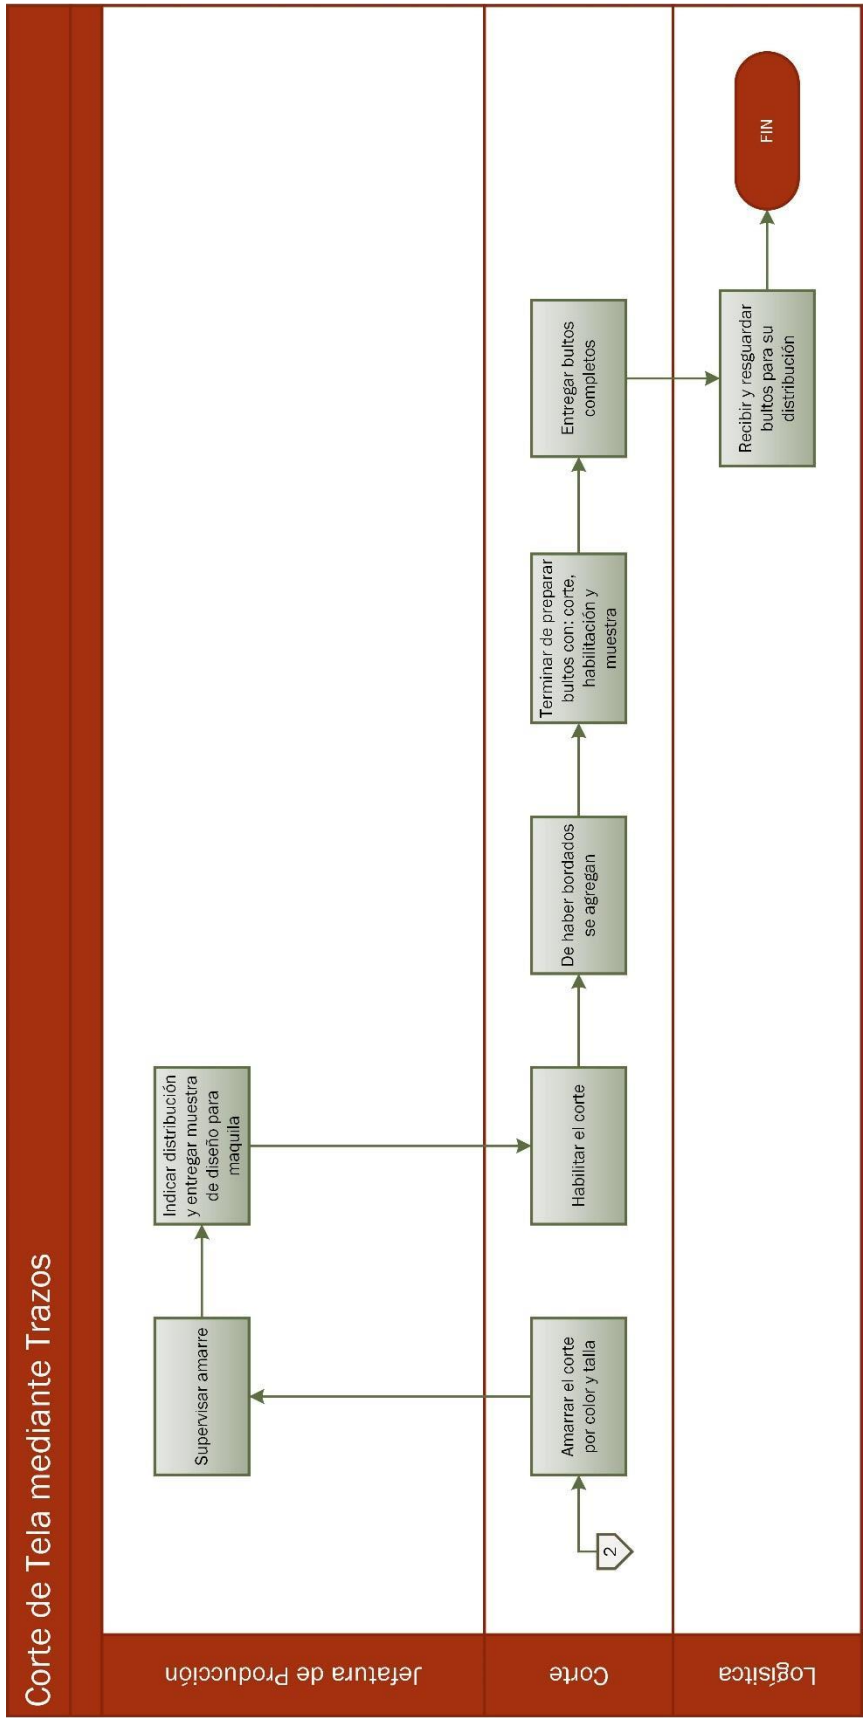 Corte de Tela mediante Trazos
Jefatura de Producción
Supervisar amarre
Indicar distribución
y entregar muestra
de diseño para
maquila
Corte
2
Amarrar el corte
por color y talla
Habilitar el corte
De haber bordados
se agregan
Terminar de preparar
bultos con: corte,
habilitación y
muestra
Entregar bultos
completos
Logísitca
Recibir y resguardar
bultos para su
distribución
FIN